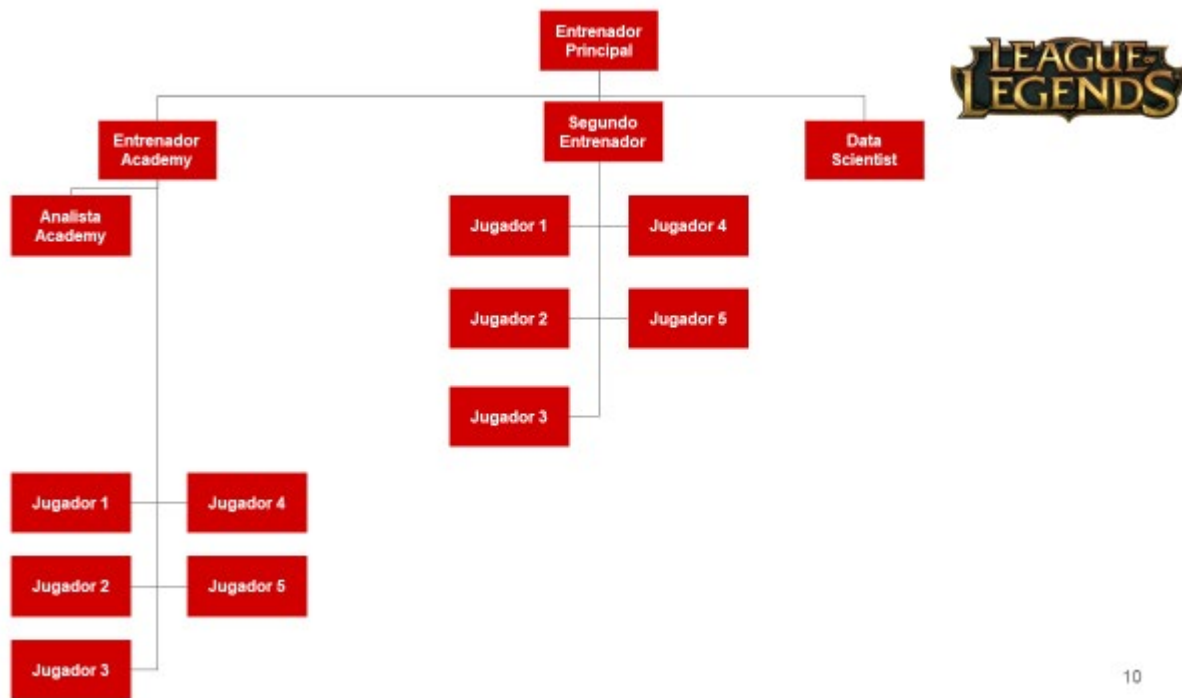 Entrenador
Principal
LEAGUE OF
LEGENDS
Entrenador
Academy
Segundo
Entrenador
Data
Scientist
Analista
Academy
Jugador 1
Jugador 4
Jugador 2
Jugador 5
Jugador 3
Jugador 1
Jugador 4
Jugador 2
Jugador 5
Jugador 3
10